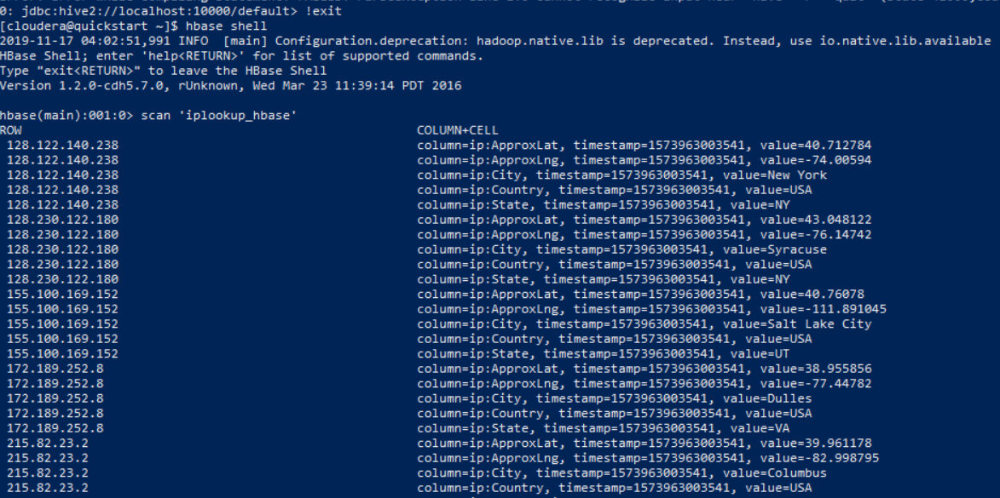 0: jdbc:hive2://localhost:10000/default> !exit
[cloudera@quickstart ~]$ hbase shell
2019-11-17 04:02:51,991 INFO  [main] Configuration.deprecation: hadoop.native.lib is deprecated. Instead, use io.native.lib.available
HBase Shell; enter 'help<RETURN>' for list of supported commands.
Type "exit<RETURN>" to leave the HBase Shell
Version 1.2.0-cdh5.7.0, rUnknown, Wed Mar 23 11:39:14 PDT 2016
hbase(main):001:0> scan 'iplookup_hbase'
ROW COLUMN+CELL
128.122.140.238 column=ip:ApproxLat, timestamp=1573963003541, value=40.712784
128.122.140.238 column=ip:ApproxLng, timestamp=1573963003541, value=-74.00594
128.122.140.238 column=ip:City, timestamp=1573963003541, value=New York
128.122.140.238 column=ip:Country, timestamp=1573963003541, value=USA
128.122.140.238 column=ip:State, timestamp=1573963003541, value=NY
128.230.122.180 column=ip:ApproxLat, timestamp=1573963003541, value=43.048122
128.230.122.180 column=ip:ApproxLng, timestamp=1573963003541, value=-76.14742
128.230.122.180 column=ip:City, timestamp=1573963003541, value=Syracuse
128.230.122.180 column=ip:Country, timestamp=1573963003541, value=USA
128.230.122.180 column=ip:State, timestamp=1573963003541, value=NY
155.100.169.152 column=ip:ApproxLat, timestamp=1573963003541, value=40.76078
155.100.169.152 column=ip:ApproxLng, timestamp=1573963003541, value=-111.891045
155.100.169.152 column=ip:City, timestamp=1573963003541, value=Salt Lake City
155.100.169.152 column=ip:Country, timestamp=1573963003541, value=USA
155.100.169.152 column=ip:State, timestamp=1573963003541, value=UT
172.189.252.8 column=ip:ApproxLat, timestamp=1573963003541, value=38.955856
172.189.252.8 column=ip:ApproxLng, timestamp=1573963003541, value=-77.44782
172.189.252.8 column=ip:City, timestamp=1573963003541, value=Dulles
172.189.252.8 column=ip:Country, timestamp=1573963003541, value=USA
172.189.252.8 column=ip:State, timestamp=1573963003541, value=VA
215.82.23.2 column=ip:ApproxLat, timestamp=1573963003541, value=39.961178
215.82.23.2 column=ip:ApproxLng, timestamp=1573963003541, value=-82.998795
215.82.23.2 column=ip:City, timestamp=1573963003541, value=Columbus
215.82.23.2 column=ip:Country, timestamp=1573963003541, value=USA